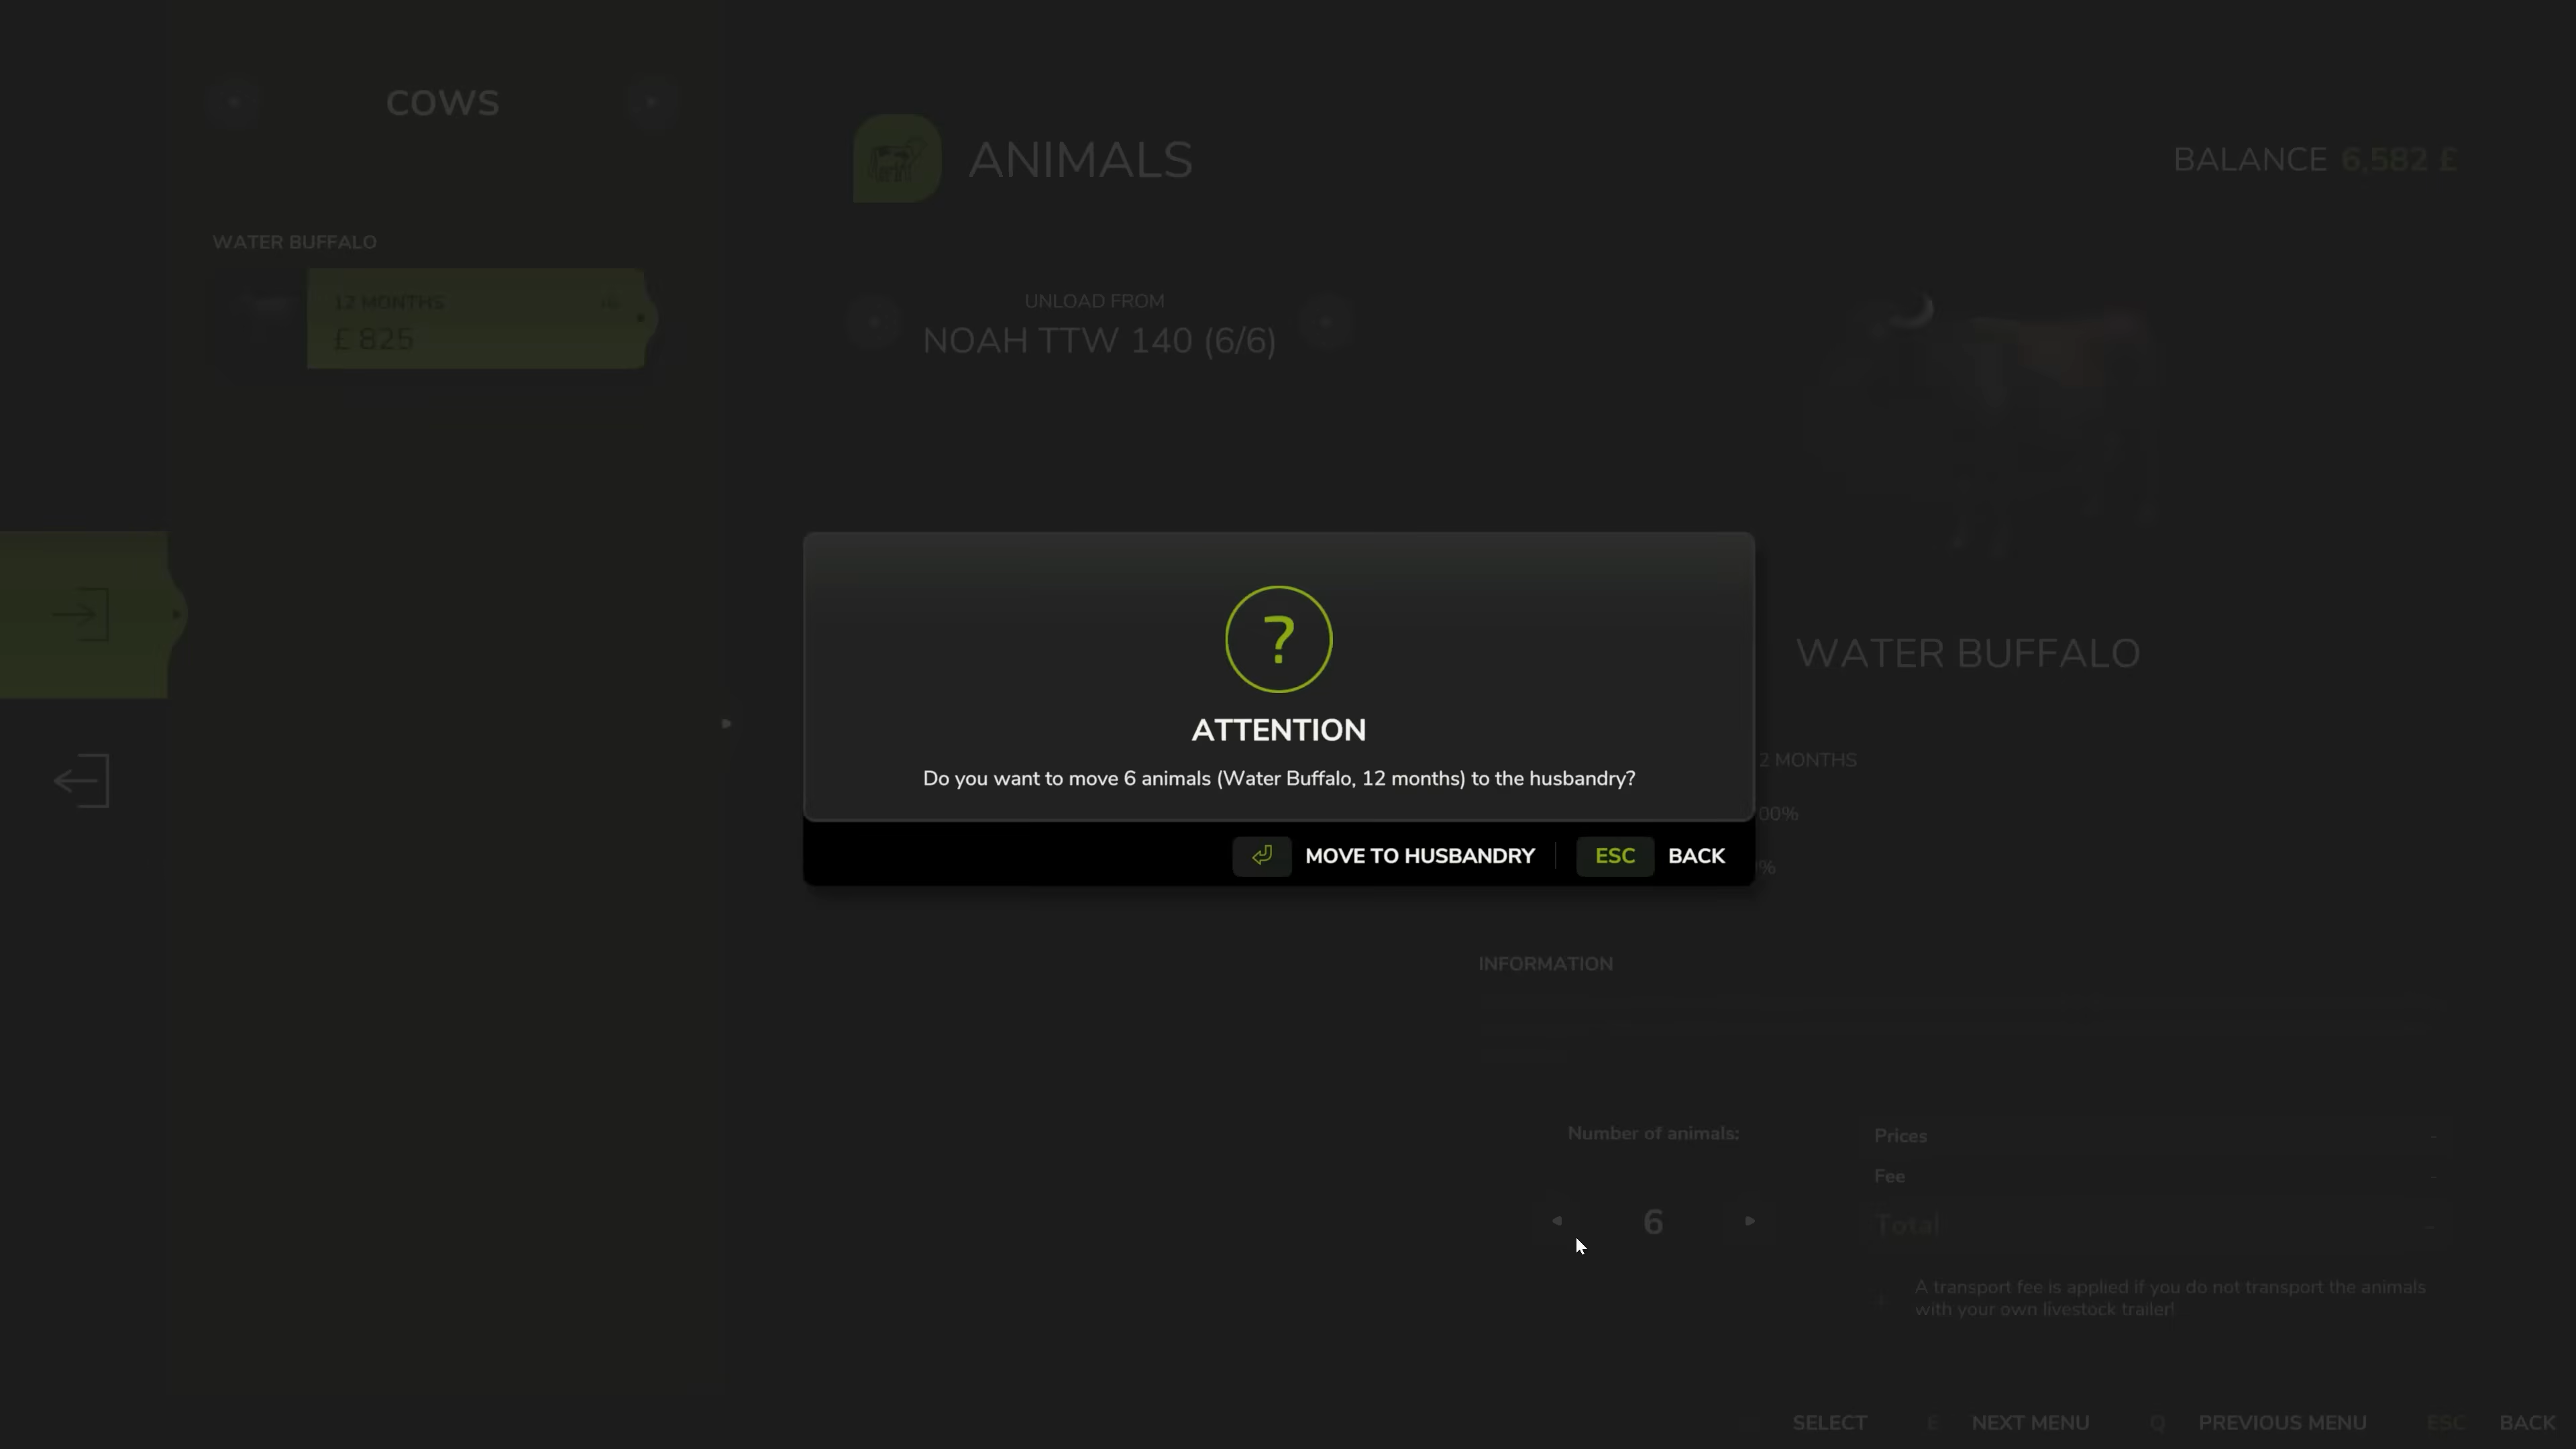 COWS
ANIMALS
BALANCE 6,582 £
WATER BUFFALO
12 MONTHS
£ 825
UNLOAD FROM
NOAH TTW 140 (6/6)
WATER BUFFALO
?
ATTENTION
Do you want to move 6 animals (Water Buffalo, 12 months) to the husbandry?
MOVE TO HUSBANDRY
ESC BACK
2 MONTHS
00%
%
INFORMATION
Number of animals:
6
Prices -
Fee -
Total -
A transport fee is applied if you do not transport the animals
with your own livestock trailer!
SELECT E NEXT MENU Q PREVIOUS MENU ESC BACK